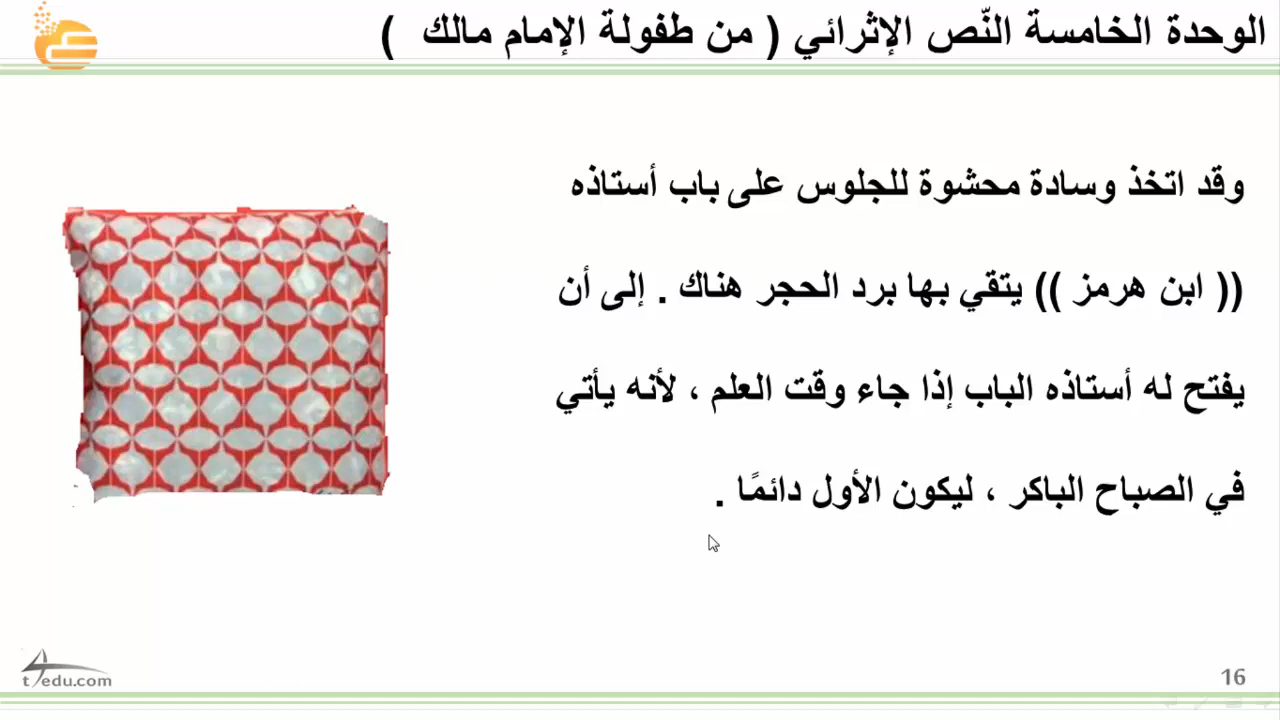 الوحدة الخامسة النّص الإثرائي ( من طفولة الإمام مالك )
وقد اتخذ وسادة محشوة للجلوس على باب أستاذه
(( ابن هرمز )) يتقي بها برد الحجر هناك . إلى أن
يفتح له أستاذه الباب إذا جاء وقت العلم ، لأنه يأتي
في الصباح الباكر ، ليكون الأول دائمًا .
t4edu.com
16